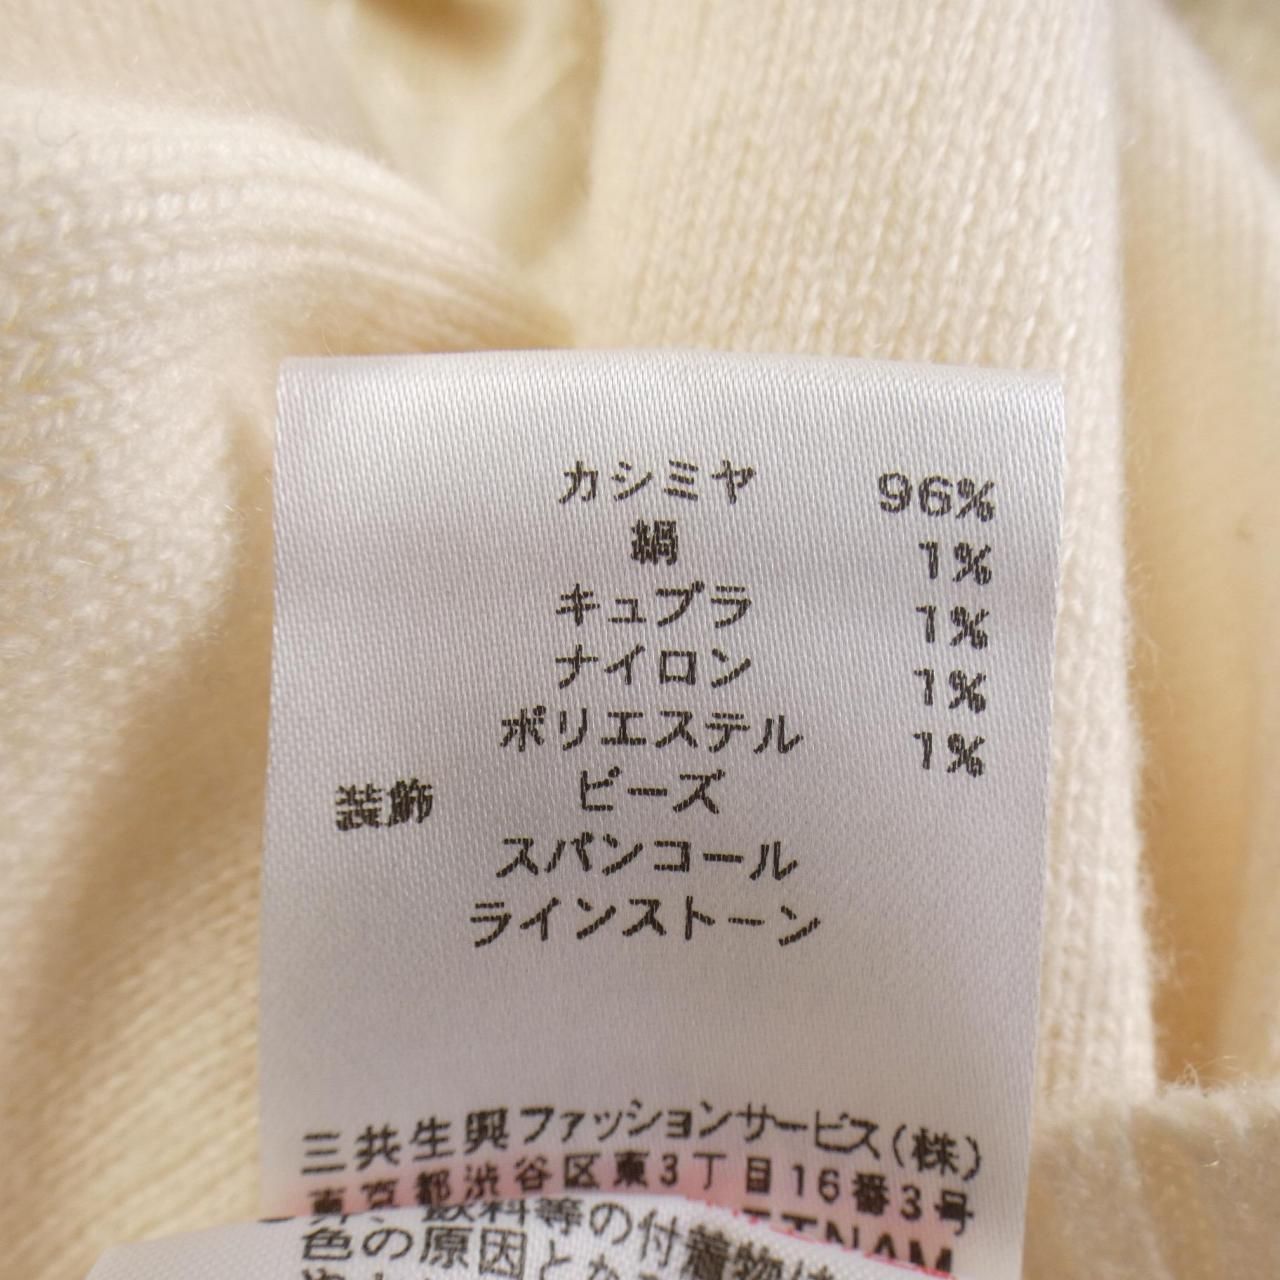 カシミヤ 96%
絹 1%
キュプラ 1%
ナイロン 1%
ポリエステル 1%
装飾 ビーズ
スパンコール
ラインストーン
三共生興ファッションサービス(株)
東京都渋谷区東3丁目16番3号
飲料等の付着物は
色の原因とな